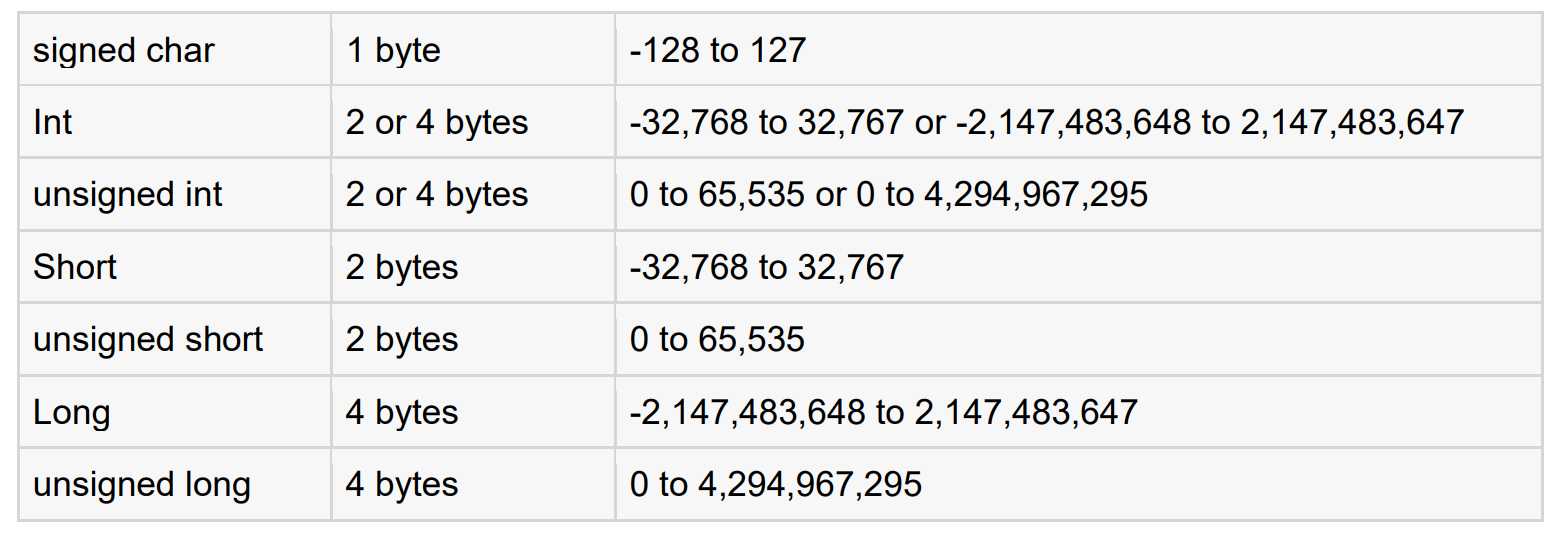 signed char 1 byte -128 to 127
Int 2 or 4 bytes -32,768 to 32,767 or -2,147,483,648 to 2,147,483,647
unsigned int 2 or 4 bytes 0 to 65,535 or 0 to 4,294,967,295
Short 2 bytes -32,768 to 32,767
unsigned short 2 bytes 0 to 65,535
Long 4 bytes -2,147,483,648 to 2,147,483,647
unsigned long 4 bytes 0 to 4,294,967,295